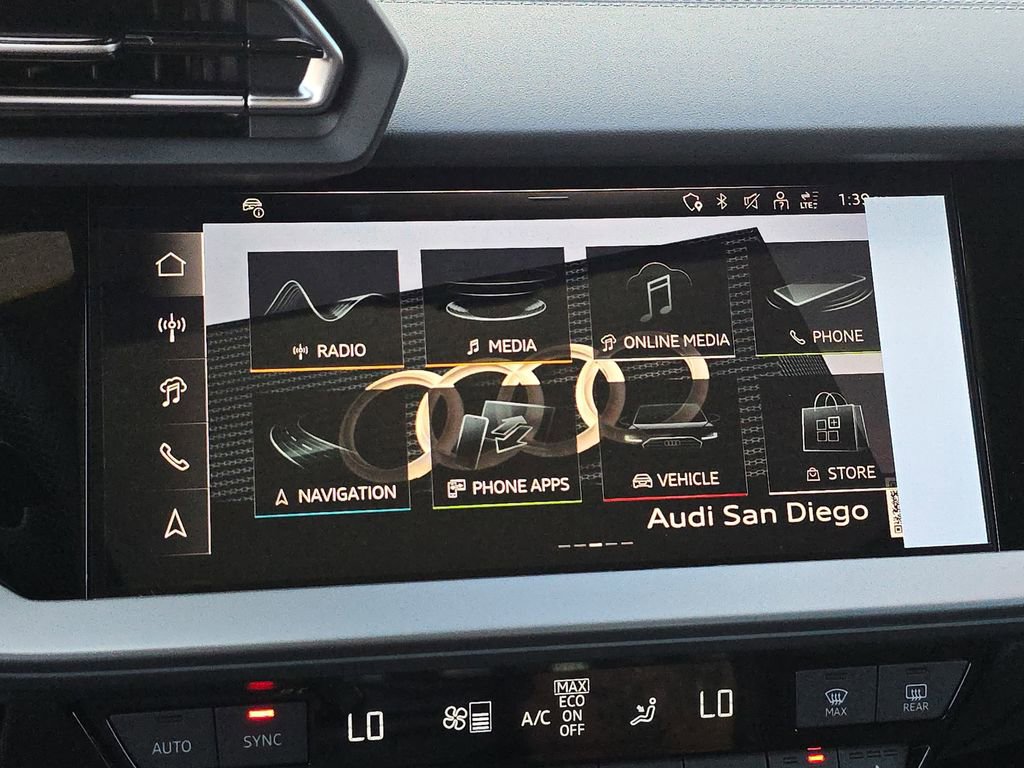 LTE
1:39
RADIO
MEDIA
ONLINE MEDIA
PHONE
NAVIGATION
PHONE APPS
VEHICLE
STORE
Audi San Diego
AUTO
SYNC
LO
A/C
MAX
ECO
ON
OFF
LO
MAX
REAR